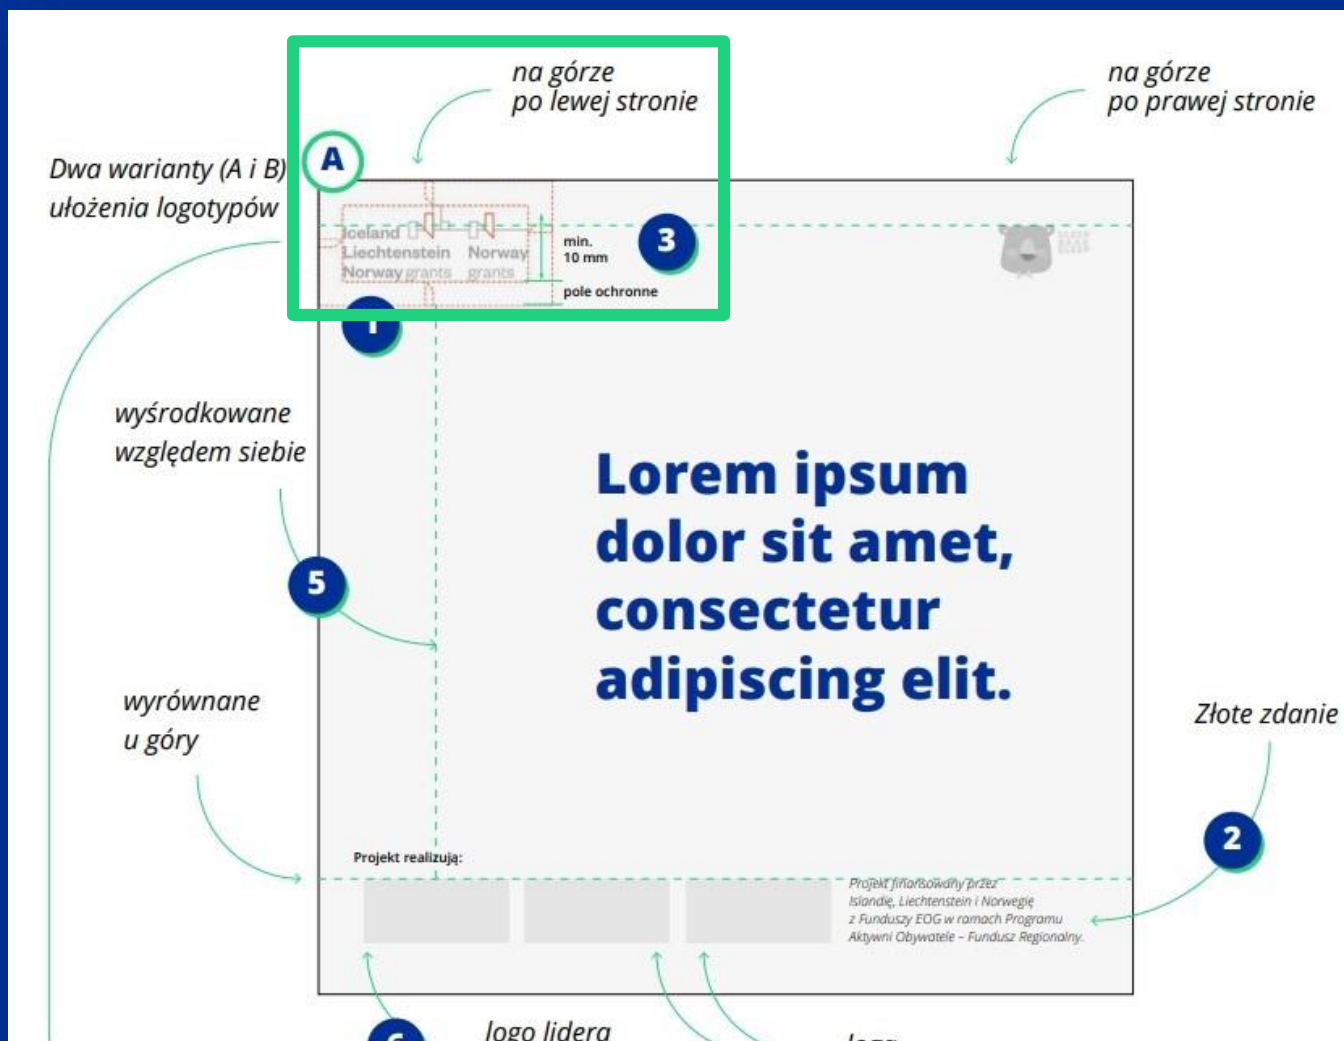 na górze
po lewej stronie
na górze
po prawej stronie
A
Dwa warianty (A i B)
ułożenia logotypów
Iceland
Liechtenstein
Norway grants
Norway
grants
min.
10 mm
3
pole ochronne
1
wyśrodkowane
względem siebie
Lorem ipsum
dolor sit amet,
consectetur
adipiscing elit.
5
wyrównane
u góry
Złote zdanie
2
Projekt realizują:
Projekt finansowany przez
Islandię, Liechtenstein i Norwegię
z Funduszy EOG w ramach Programu
Aktywni Obywatele – Fundusz Regionalny.
6
logo lidera
loga